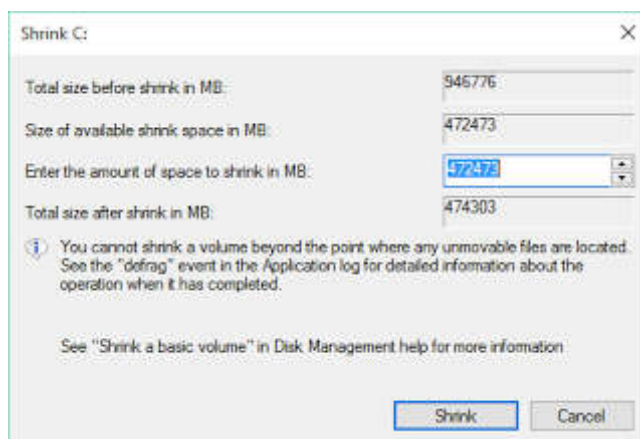 Shrink C:
Total size before shrink in MB: 946776
Size of available shrink space in MB: 472473
Enter the amount of space to shrink in MB: 472473
Total size after shrink in MB: 474303
You cannot shrink a volume beyond the point where any unmovable files are located.
See the "defrag" event in the Application log for detailed information about the
operation when it has completed.
See "Shrink a basic volume" in Disk Management help for more information
Shrink Cancel